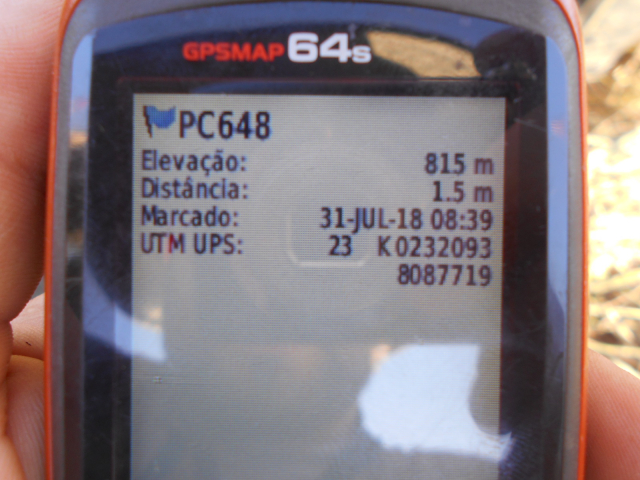 GPSMAP 64s
PC648
Elevação: 815 m
Distância: 1.5 m
Marcado: 31-JUL-18 08:39
UTM UPS: 23 K 0232093
8087719